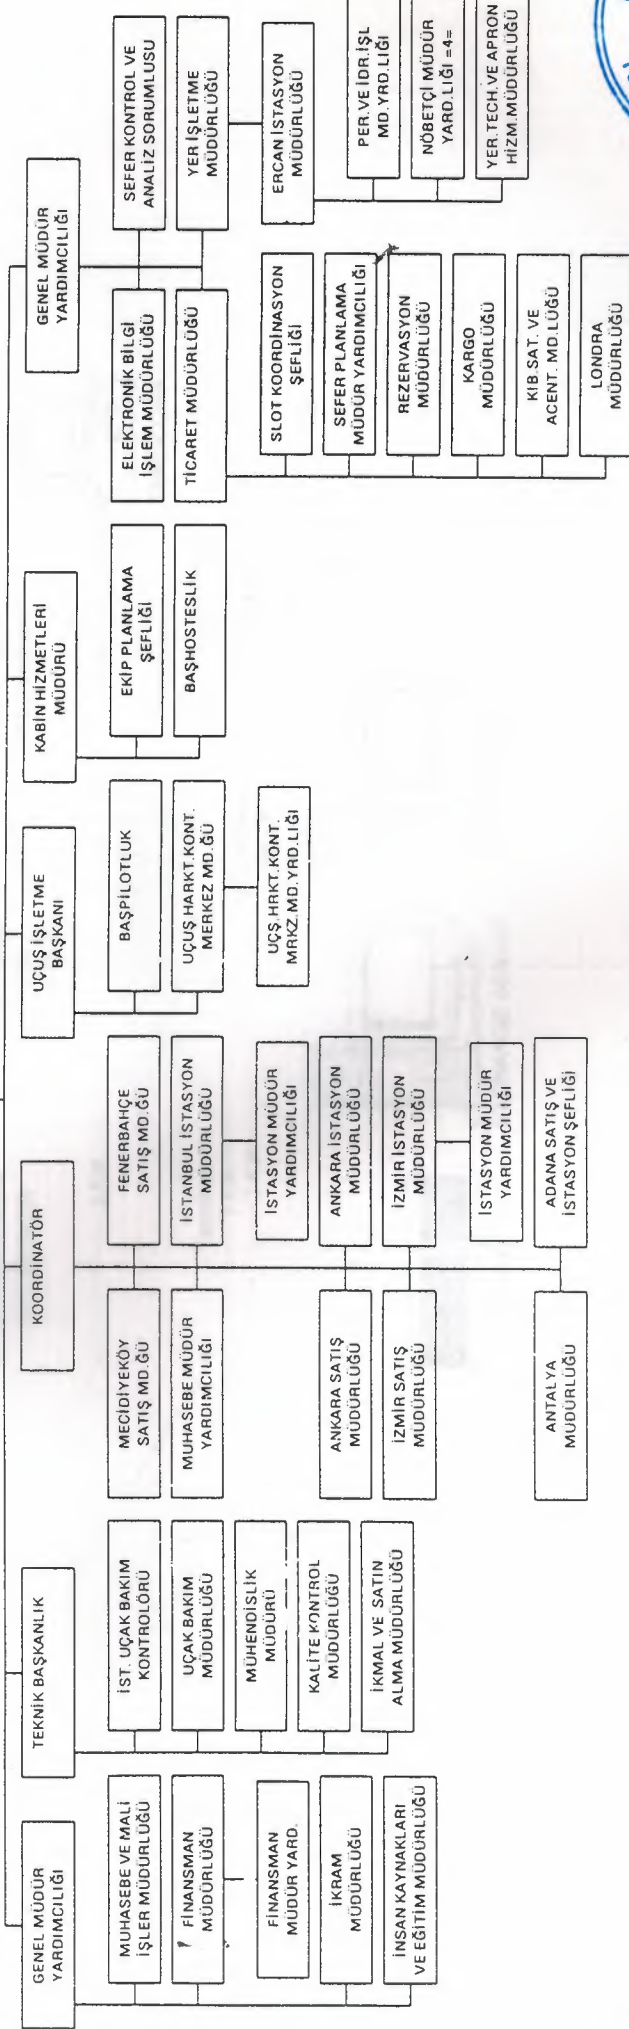 GENEL MÜDÜR
YARDIMCILIĞI
MUHASEBE VE MALİ
İŞLER MÜDÜRLÜĞÜ
FİNANSMAN
MÜDÜRLÜĞÜ
FİNANSMAN
MÜDÜR YARD.
İKRAM
MÜDÜRLÜĞÜ
İNSAN KAYNAKLARI
VE EĞİTİM MÜDÜRLÜĞÜ
TEKNİK BAŞKANLIK
İST. UÇAK BAKIM
KONTROLÖRÜ
UÇAK BAKIM
MÜDÜRLÜĞÜ
MÜHENDİSLİK
MÜDÜRÜ
KALİTE KONTROL
MÜDÜRLÜĞÜ
İKMAL VE SATIN
ALMA MÜDÜRLÜĞÜ
KOORDİNATÖR
MECİDİYEKÖY
SATIŞ MD.ĞÜ
MUHASEBE MÜDÜR
YARDIMCILIĞI
ANKARA SATIŞ
MÜDÜRLÜĞÜ
İZMİR SATIŞ
MÜDÜRLÜĞÜ
ANTALYA
MÜDÜRLÜĞÜ
FENERBAHÇE
SATIŞ MD.ĞÜ
İSTANBUL İSTASYON
MÜDÜRLÜĞÜ
İSTASYON MÜDÜR
YARDIMCILIĞI
ANKARA İSTASYON
MÜDÜRLÜĞÜ
İZMİR İSTASYON
MÜDÜRLÜĞÜ
İSTASYON MÜDÜR
YARDIMCILIĞI
ADANA SATIŞ VE
İSTASYON ŞEFLİĞİ
UÇUŞ İŞLETME
BAŞKANI
BAŞPİLOTLUK
UÇUŞ HARKT.KONT.
MERKEZ MD.ĞÜ
UÇŞ.HRKT.KONT.
MRKZ.MD.YRD.LIĞI
KABİN HİZMETLERİ
MÜDÜRÜ
EKİP PLANLAMA
ŞEFLİĞİ
BAŞHOSTESLİK
GENEL MÜDÜR
YARDIMCILIĞI
ELEKTRONİK BİLGİ
İŞLEM MÜDÜRLÜĞÜ
TİCARET MÜDÜRLÜĞÜ
SLOT KOORDİNASYON
ŞEFLİĞİ
SEFER PLANLAMA
MÜDÜR YARDIMCILIĞI
REZERVASYON
MÜDÜRLÜĞÜ
KARGO
MÜDÜRLÜĞÜ
KIB.SAT. VE
ACENT. MD.LÜĞÜ
LONDRA
MÜDÜRLÜĞÜ
SEFER KONTROL VE
ANALİZ SORUMLUSU
YER İŞLETME
MÜDÜRLÜĞÜ
ERCAN İSTASYON
MÜDÜRLÜĞÜ
PER.VE İDR.İŞL
MD.YRD.LIĞI
NÖBETÇİ MÜDÜR
YARD.LIĞI =4=
YER.TECH.VE APRON
HİZM.MÜDÜRLÜĞÜ